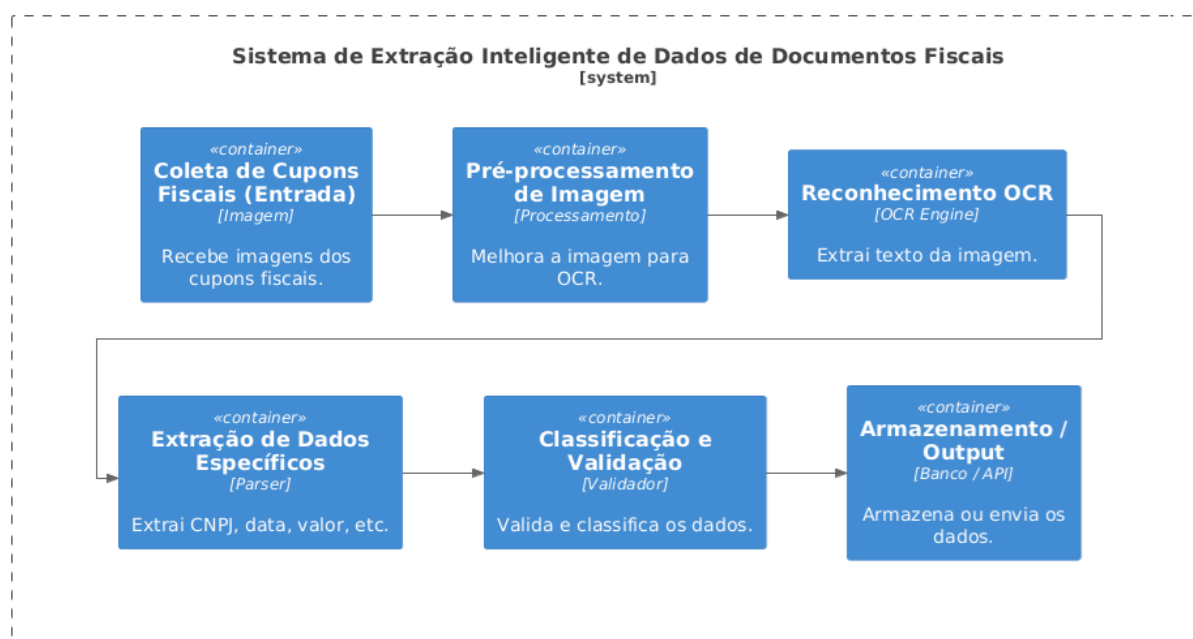 Sistema de Extração Inteligente de Dados de Documentos Fiscais
[system]
«container»
Coleta de Cupons
Fiscais (Entrada)
[Imagem]
Recebe imagens dos
cupons fiscais.
«container»
Pré-processamento
de Imagem
[Processamento]
Melhora a imagem para
OCR.
«container»
Reconhecimento OCR
[OCR Engine]
Extrai texto da imagem.
«container»
Extração de Dados
Específicos
[Parser]
Extrai CNPJ, data, valor, etc.
«container»
Classificação e
Validação
[Validador]
Valida e classifica os dados.
«container»
Armazenamento /
Output
[Banco / API]
Armazena ou envia os
dados.